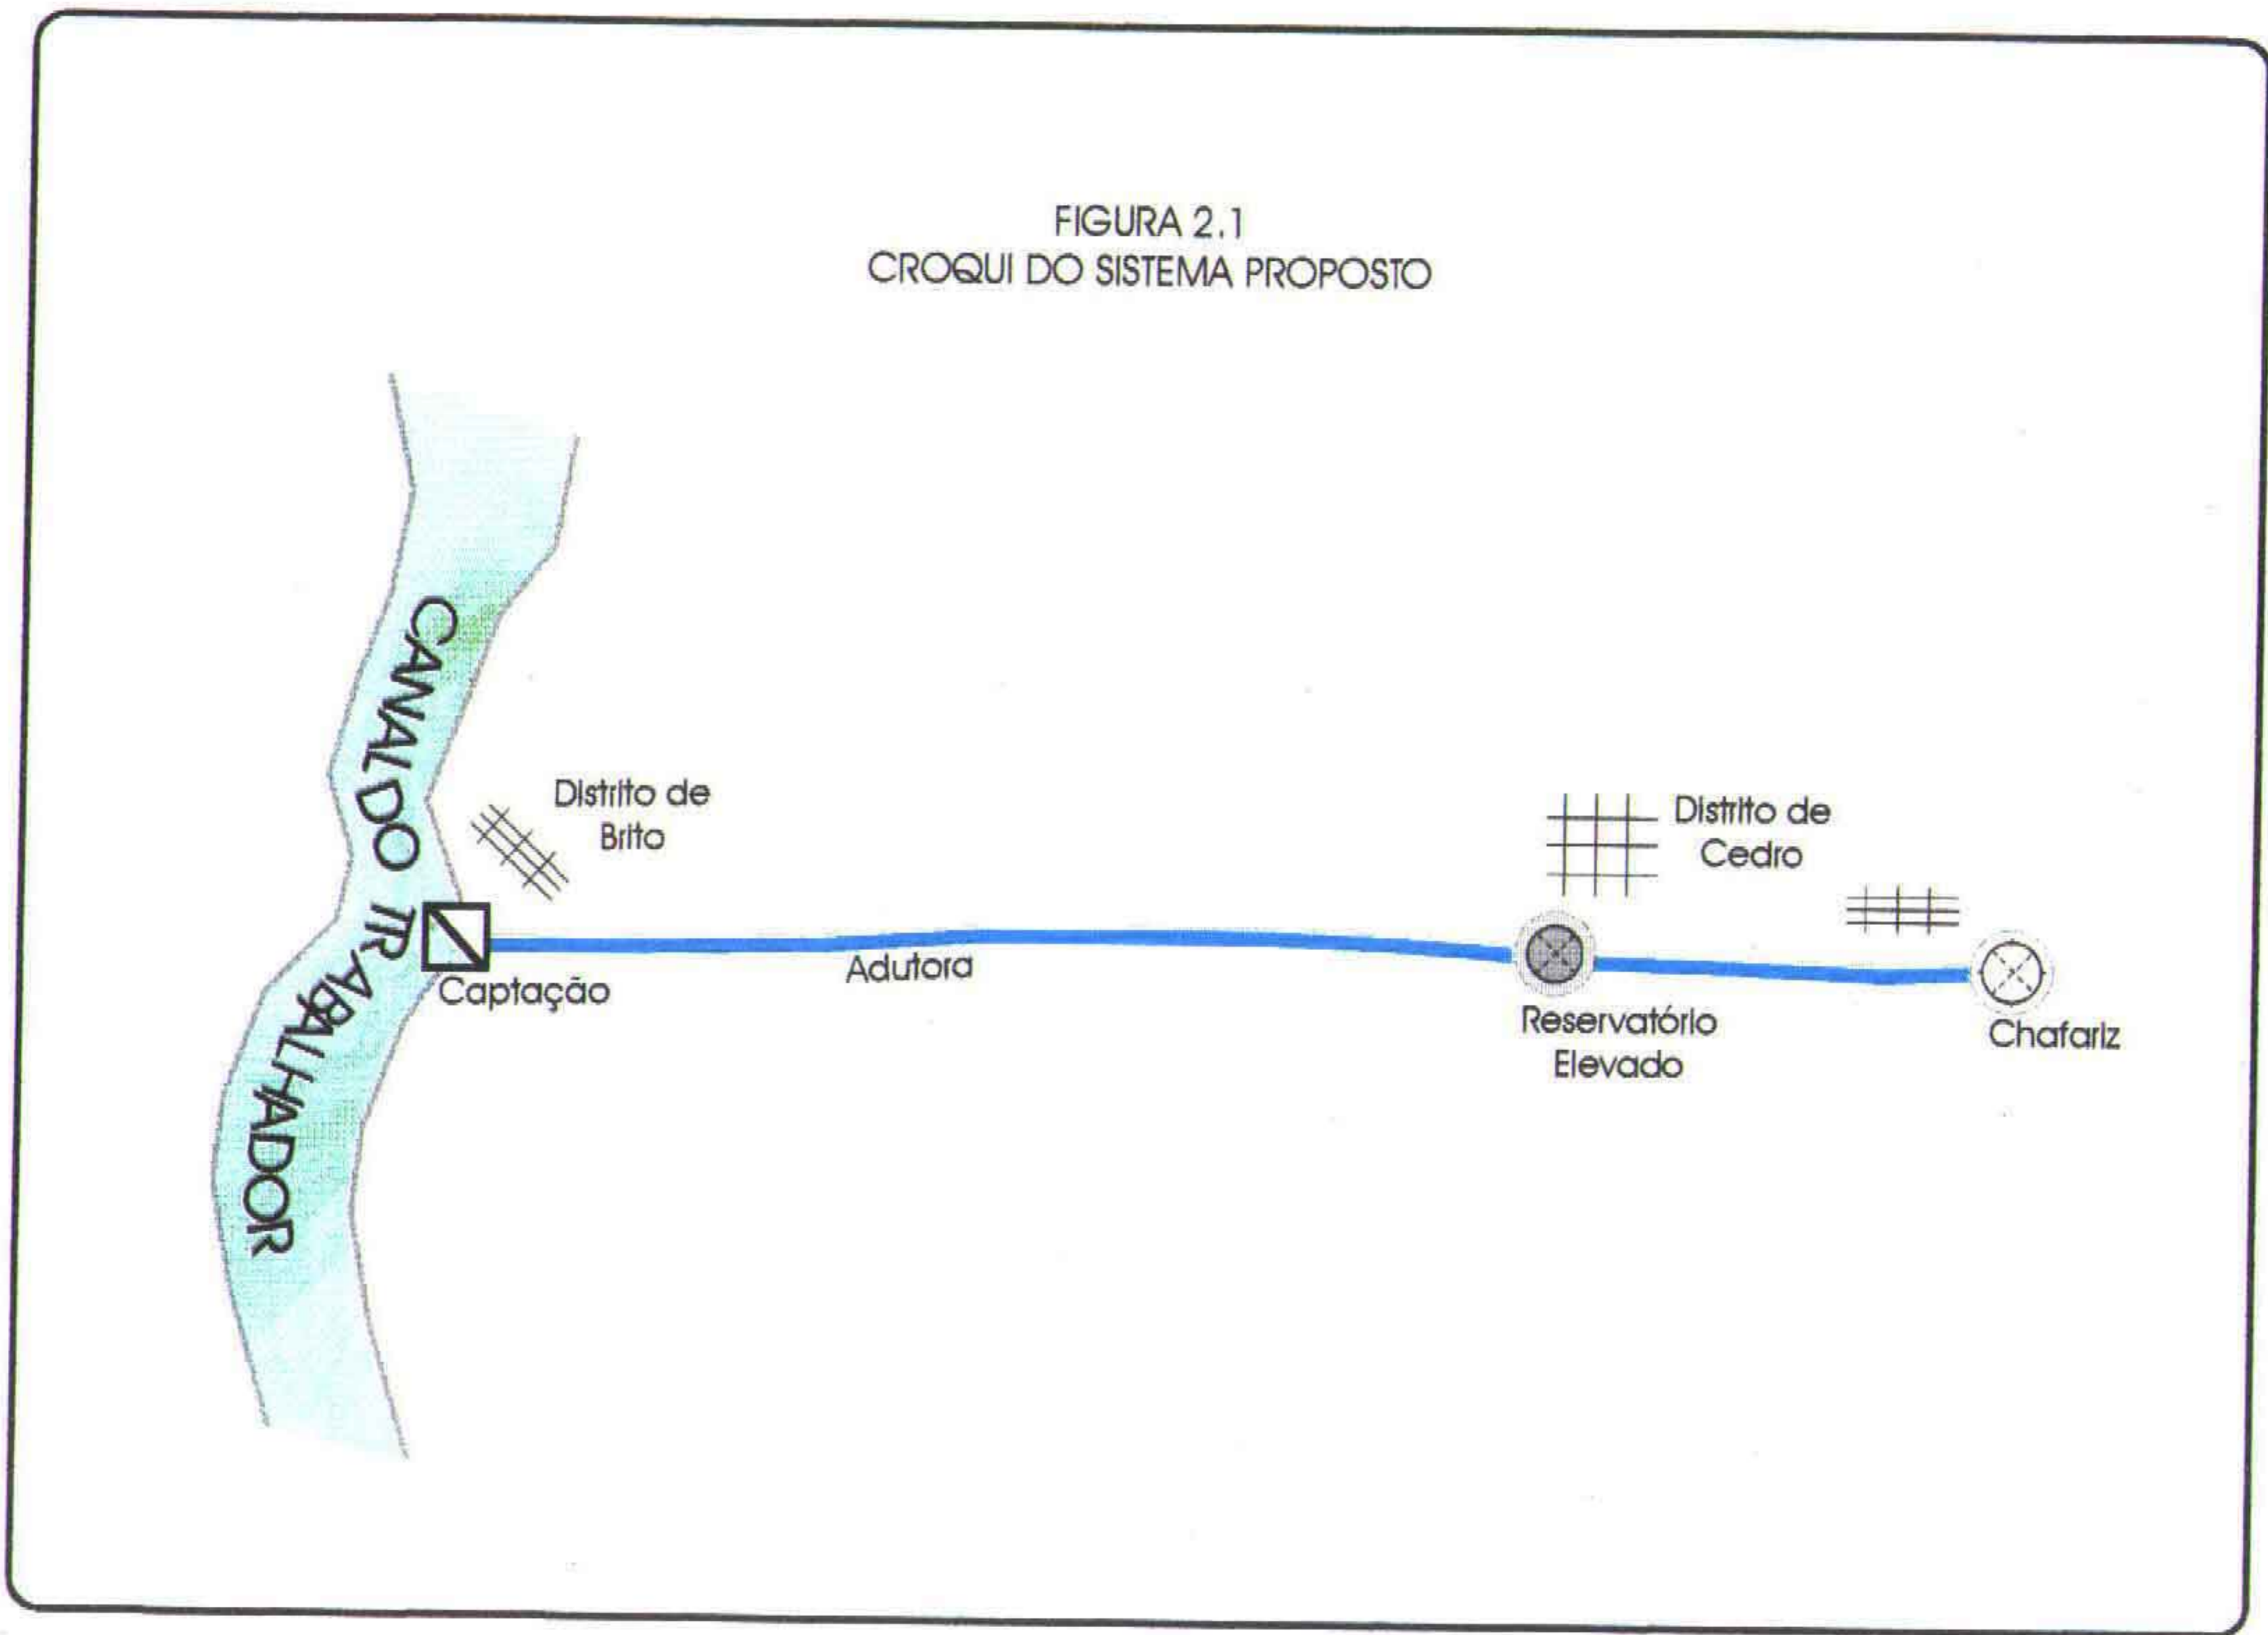 FIGURA 2.1
CROQUI DO SISTEMA PROPOSTO
CANAL DO TRABALHADOR
Distrito de
Brito
Distrito de
Cedro
Captação
Adutora
Reservatório
Elevado
Chafariz